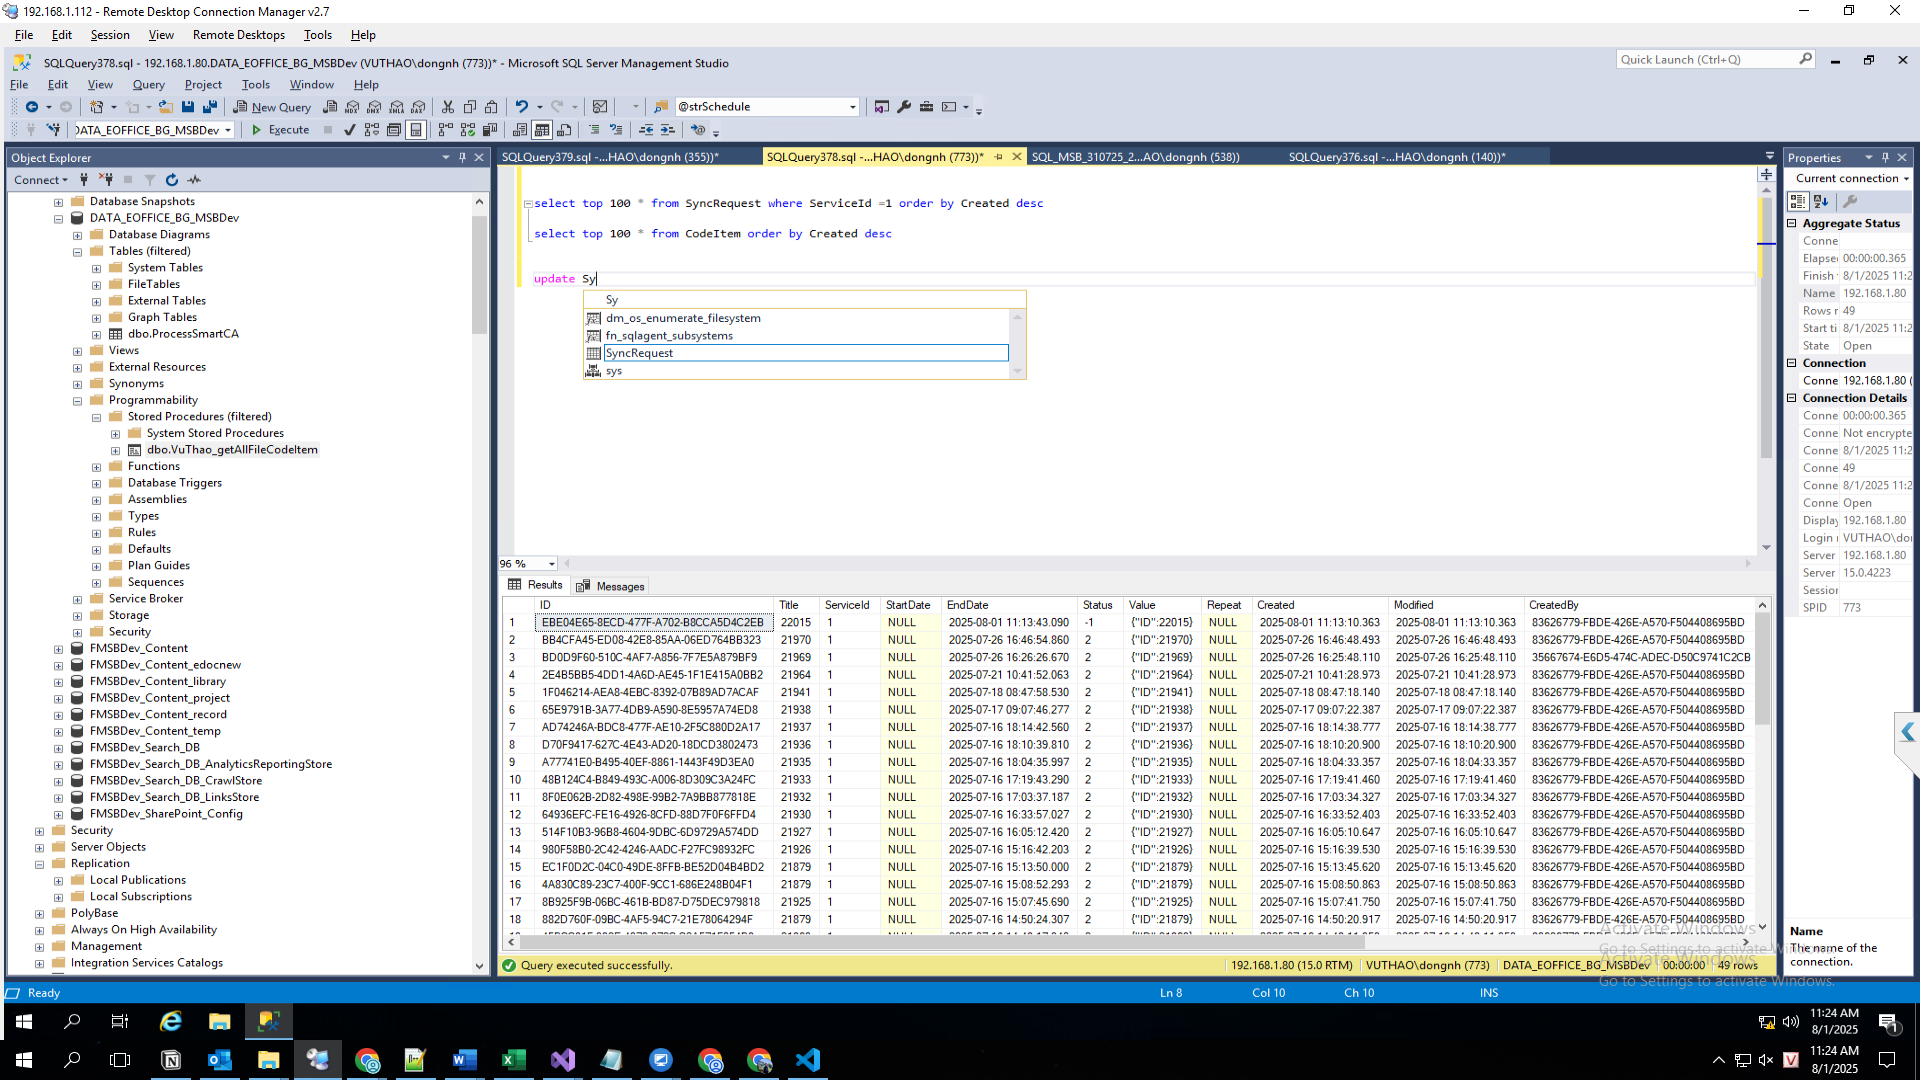 192.168.1.112 - Remote Desktop Connection Manager v2.7
File Edit Session View Remote Desktops Tools Help
SQLQuery378.sql - 192.168.1.80.DATA_EOFFICE_BG_MSBDev (VUTHAO\dongnh (773))* - Microsoft SQL Server Management Studio
Quick Launch (Ctrl+Q)
File Edit View Query Project Tools Window Help
New Query
@strSchedule
DATA_EOFFICE_BG_MSBDev
Execute
Object Explorer
Connect
Database Snapshots
DATA_EOFFICE_BG_MSBDev
Database Diagrams
Tables (filtered)
System Tables
FileTables
External Tables
Graph Tables
dbo.ProcessSmartCA
Views
External Resources
Synonyms
Programmability
Stored Procedures (filtered)
System Stored Procedures
dbo.VuThao_getAllFileCodeItem
Functions
Database Triggers
Assemblies
Types
Rules
Defaults
Plan Guides
Sequences
Service Broker
Storage
Security
FMSBDev_Content
FMSBDev_Content_edocnew
FMSBDev_Content_library
FMSBDev_Content_project
FMSBDev_Content_record
FMSBDev_Content_temp
FMSBDev_Search_DB
FMSBDev_Search_DB_AnalyticsReportingStore
FMSBDev_Search_DB_CrawlStore
FMSBDev_Search_DB_LinksStore
FMSBDev_SharePoint_Config
Security
Server Objects
Replication
Local Publications
Local Subscriptions
PolyBase
Always On High Availability
Management
Integration Services Catalogs
SQLQuery379.sql -...HAO\dongnh (355))*
SQLQuery378.sql -...HAO\dongnh (773))*
SQL_MSB_310725_2...AO\dongnh (538))
SQLQuery376.sql -...HAO\dongnh (140))*
select top 100 * from SyncRequest where ServiceId =1 order by Created desc
select top 100 * from CodeItem order by Created desc
update Sy
Sy
dm_os_enumerate_filesystem
fn_sqlagent_subsystems
SyncRequest
sys
96 %
Results
Messages
ID Title ServiceId StartDate EndDate Status Value Repeat Created Modified CreatedBy
1 EBE04E65-8ECD-477F-A702-B8CCA5D4C2EB 22015 1 NULL 2025-08-01 11:13:43.090 -1 {"ID":22015} NULL 2025-08-01 11:13:10.363 2025-08-01 11:13:10.363 83626779-FBDE-426E-A570-F504408695BD
2 BB4CFA45-ED08-42E8-85AA-06ED764BB323 21970 1 NULL 2025-07-26 16:46:54.860 2 {"ID":21970} NULL 2025-07-26 16:46:48.493 2025-07-26 16:46:48.493 83626779-FBDE-426E-A570-F504408695BD
3 BD0D9F60-510C-4AF7-A856-7F7E5A879BF9 21969 1 NULL 2025-07-26 16:26:26.670 2 {"ID":21969} NULL 2025-07-26 16:25:48.110 2025-07-26 16:25:48.110 35667674-E6D5-474C-ADEC-D50C9741C2CB
4 2E4B5BB5-4DD1-4A6D-AE45-1F1E415A0BB2 21964 1 NULL 2025-07-21 10:41:52.063 2 {"ID":21964} NULL 2025-07-21 10:41:28.973 2025-07-21 10:41:28.973 83626779-FBDE-426E-A570-F504408695BD
5 1F046214-AEA8-4EBC-8392-07B89AD7ACAF 21941 1 NULL 2025-07-18 08:47:58.530 2 {"ID":21941} NULL 2025-07-18 08:47:18.140 2025-07-18 08:47:18.140 83626779-FBDE-426E-A570-F504408695BD
6 65E9791B-3A77-4DB9-A590-8E5957A74ED8 21938 1 NULL 2025-07-17 09:07:46.277 2 {"ID":21938} NULL 2025-07-17 09:07:22.387 2025-07-17 09:07:22.387 83626779-FBDE-426E-A570-F504408695BD
7 AD74246A-BDC8-477F-AE10-2F5C880D2A17 21937 1 NULL 2025-07-16 18:14:42.560 2 {"ID":21937} NULL 2025-07-16 18:14:38.777 2025-07-16 18:14:38.777 83626779-FBDE-426E-A570-F504408695BD
8 D70F9417-627C-4E43-AD20-18DCD3802473 21936 1 NULL 2025-07-16 18:10:39.810 2 {"ID":21936} NULL 2025-07-16 18:10:20.900 2025-07-16 18:10:20.900 83626779-FBDE-426E-A570-F504408695BD
9 A77741E0-B495-40EF-8861-1443F49D3EA0 21935 1 NULL 2025-07-16 18:04:35.997 2 {"ID":21935} NULL 2025-07-16 18:04:33.357 2025-07-16 18:04:33.357 83626779-FBDE-426E-A570-F504408695BD
10 48B124C4-B849-493C-A006-8D309C3A24FC 21933 1 NULL 2025-07-16 17:19:43.290 2 {"ID":21933} NULL 2025-07-16 17:19:41.460 2025-07-16 17:19:41.460 83626779-FBDE-426E-A570-F504408695BD
11 8F0E062B-2D82-498E-99B2-7A9BB877818E 21932 1 NULL 2025-07-16 17:03:37.187 2 {"ID":21932} NULL 2025-07-16 17:03:34.327 2025-07-16 17:03:34.327 83626779-FBDE-426E-A570-F504408695BD
12 64936EFC-FE16-4926-8CFD-88D7F0F6FFD4 21930 1 NULL 2025-07-16 16:33:57.027 2 {"ID":21930} NULL 2025-07-16 16:33:52.403 2025-07-16 16:33:52.403 83626779-FBDE-426E-A570-F504408695BD
13 514F10B3-96B8-4604-9DBC-6D9729A574DD 21927 1 NULL 2025-07-16 16:05:12.420 2 {"ID":21927} NULL 2025-07-16 16:05:10.647 2025-07-16 16:05:10.647 83626779-FBDE-426E-A570-F504408695BD
14 980F58B0-2C42-4246-AADC-F27FC98932FC 21926 1 NULL 2025-07-16 15:16:42.203 2 {"ID":21926} NULL 2025-07-16 15:16:39.530 2025-07-16 15:16:39.530 83626779-FBDE-426E-A570-F504408695BD
15 EC1F0D2C-04C0-49DE-8FFB-BE52D04B4BD2 21879 1 NULL 2025-07-16 15:13:50.000 2 {"ID":21879} NULL 2025-07-16 15:13:45.620 2025-07-16 15:13:45.620 83626779-FBDE-426E-A570-F504408695BD
16 4A830C89-23C7-400F-9CC1-686E248B04F1 21879 1 NULL 2025-07-16 15:08:52.293 2 {"ID":21879} NULL 2025-07-16 15:08:50.863 2025-07-16 15:08:50.863 83626779-FBDE-426E-A570-F504408695BD
17 8B925F9B-06BC-461B-BD87-D75DEC979818 21925 1 NULL 2025-07-16 15:07:45.690 2 {"ID":21925} NULL 2025-07-16 15:07:41.750 2025-07-16 15:07:41.750 83626779-FBDE-426E-A570-F504408695BD
18 882D760F-09BC-4AF5-94C7-21E78064294F 21879 1 NULL 2025-07-16 14:50:24.307 2 {"ID":21879} NULL 2025-07-16 14:50:20.917 2025-07-16 14:50:20.917 83626779-FBDE-426E-A570-F504408695BD
Query executed successfully.
192.168.1.80 (15.0 RTM) VUTHAO\dongnh (773) DATA_EOFFICE_BG_MSBDev 00:00:00 49 rows
Properties
Current connection
Aggregate Status
Conne
Elapse 00:00:00.365
Finish 8/1/2025 11:2
Name 192.168.1.80
Rows r 49
Start ti 8/1/2025 11:2
State Open
Connection
Conne 192.168.1.80 (
Connection Details
Conne 00:00:00.365
Conne Not encrypte
Conne 8/1/2025 11:2
Conne 49
Conne 8/1/2025 11:2
Conne Open
Display 192.168.1.80
Login VUTHAO\do
Server 192.168.1.80
Server 15.0.4223
Session
SPID 773
Name
The name of the connection.
Activate Windows
Go to Settings to activate Windows.
Activate Windows
Go to Settings to activate Windows.
Ready
Ln 8 Col 10 Ch 10 INS
11:24 AM
8/1/2025
1
11:24 AM
8/1/2025